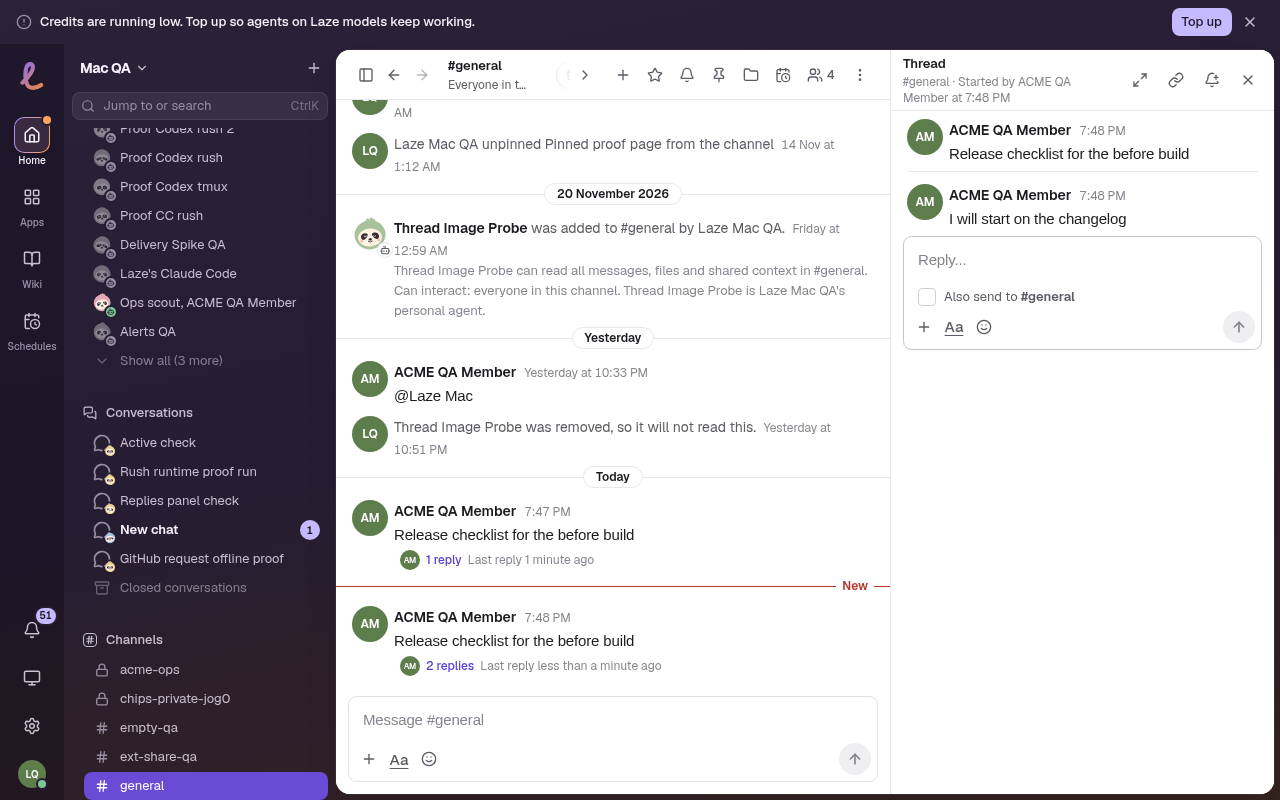 Credits are running low. Top up so agents on Laze models keep working.
Top up
Mac QA
Jump to or search
CtrlK
Home
Apps
Wiki
Schedules
51
LQ
Proof Codex rush 2
Proof Codex rush
Proof Codex tmux
Proof CC rush
Delivery Spike QA
Laze's Claude Code
Ops scout, ACME QA Member
Alerts QA
Show all (3 more)
Conversations
Active check
Rush runtime proof run
Replies panel check
New chat
1
GitHub request offline proof
Closed conversations
Channels
acme-ops
chips-private-jog0
empty-qa
ext-share-qa
general
#general
Everyone in t…
4
AM
LQ
Laze Mac QA unpinned Pinned proof page from the channel 14 Nov at
1:12 AM
20 November 2026
Thread Image Probe was added to #general by Laze Mac QA. Friday at
12:59 AM
Thread Image Probe can read all messages, files and shared context in #general.
Can interact: everyone in this channel. Thread Image Probe is Laze Mac QA's
personal agent.
Yesterday
AM
ACME QA Member Yesterday at 10:33 PM
@Laze Mac
LQ
Thread Image Probe was removed, so it will not read this. Yesterday at
10:51 PM
Today
AM
ACME QA Member 7:47 PM
Release checklist for the before build
AM 1 reply Last reply 1 minute ago
New
AM
ACME QA Member 7:48 PM
Release checklist for the before build
AM 2 replies Last reply less than a minute ago
Message #general
Aa
Thread
#general · Started by ACME QA
Member at 7:48 PM
AM
ACME QA Member 7:48 PM
Release checklist for the before build
AM
ACME QA Member 7:48 PM
I will start on the changelog
Reply...
Also send to #general
Aa